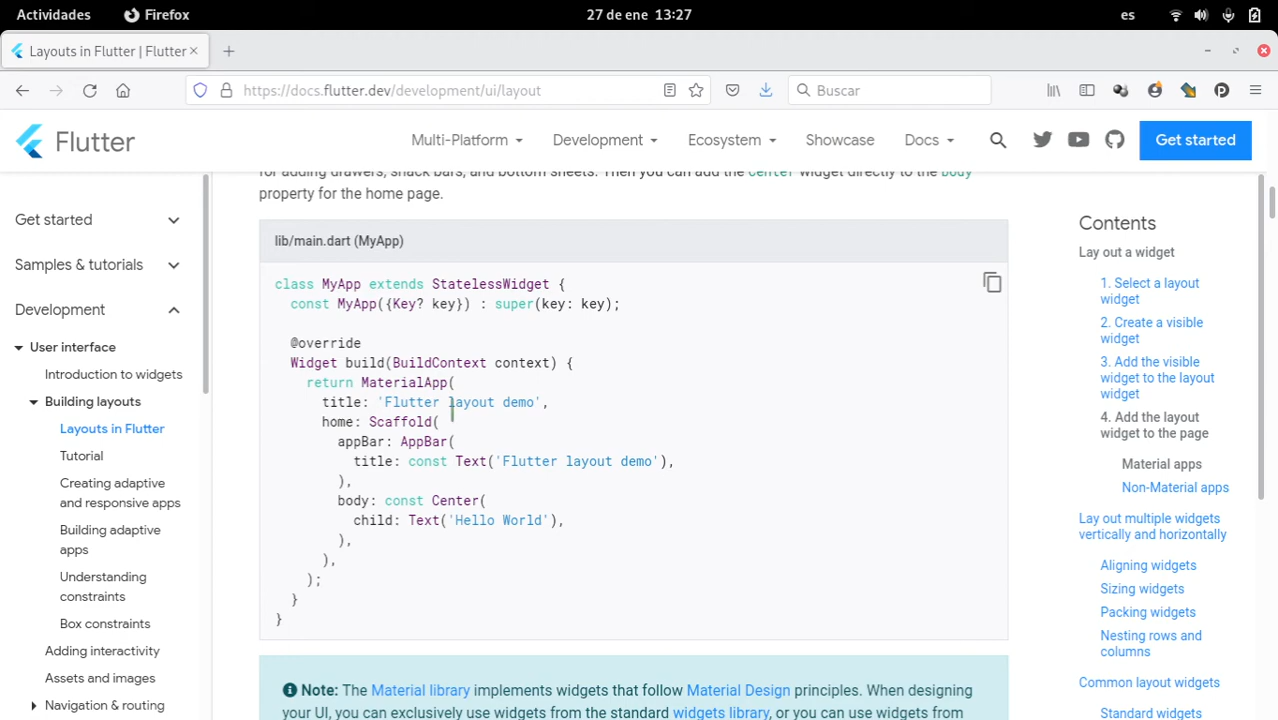 Actividades
Firefox
27 de ene 13:27
es
Layouts in Flutter | Flutter
https://docs.flutter.dev/development/ui/layout
Buscar
Flutter
Multi-Platform
Development
Ecosystem
Showcase
Docs
Get started
Get started
Samples & tutorials
Development
User interface
Introduction to widgets
Building layouts
Layouts in Flutter
Tutorial
Creating adaptive
and responsive apps
Building adaptive
apps
Understanding
constraints
Box constraints
Adding interactivity
Assets and images
Navigation & routing
for adding drawers, snack bars, and bottom sheets. Then you can add the Center widget directly to the body
property for the home page.
lib/main.dart (MyApp)
class MyApp extends StatelessWidget {
  const MyApp({Key? key}) : super(key: key);

  @override
  Widget build(BuildContext context) {
    return MaterialApp(
      title: 'Flutter layout demo',
      home: Scaffold(
        appBar: AppBar(
          title: const Text('Flutter layout demo'),
        ),
        body: const Center(
          child: Text('Hello World'),
        ),
      ),
    );
  }
}
Note: The Material library implements widgets that follow Material Design principles. When designing
your UI, you can exclusively use widgets from the standard widgets library, or you can use widgets from
Contents
Lay out a widget
1. Select a layout
widget
2. Create a visible
widget
3. Add the visible
widget to the layout
widget
4. Add the layout
widget to the page
Material apps
Non-Material apps
Lay out multiple widgets
vertically and horizontally
Aligning widgets
Sizing widgets
Packing widgets
Nesting rows and
columns
Common layout widgets
Standard widgets